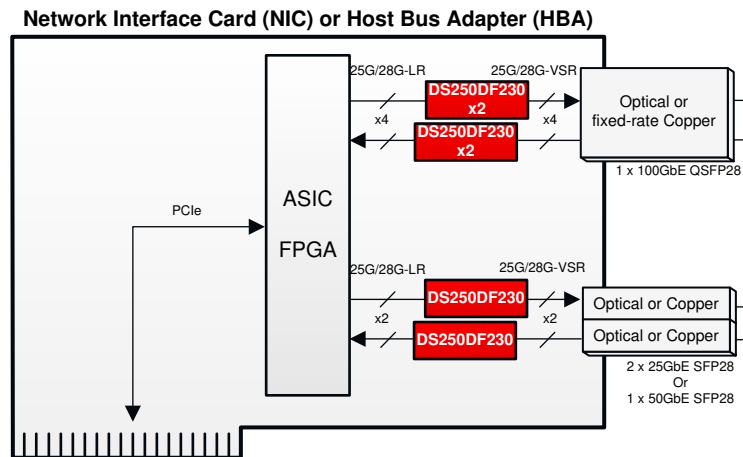 Network Interface Card (NIC) or Host Bus Adapter (HBA)
25G/28G-LR
25G/28G-VSR
DS250DF230
x2
x4
x4
DS250DF230
x2
Optical or
fixed-rate Copper
1 x 100GbE QSFP28
PCIe
ASIC
FPGA
25G/28G-LR
25G/28G-VSR
DS250DF230
x2
x2
DS250DF230
Optical or Copper
Optical or Copper
2 x 25GbE SFP28
Or
1 x 50GbE SFP28